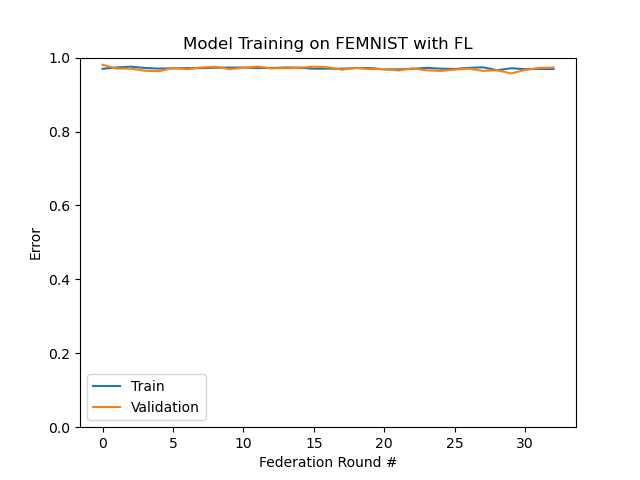 Model Training on FEMNIST with FL
1.0
0.8
0.6
0.4
0.2
0.0
Error
Train
Validation
0 5 10 15 20 25 30
Federation Round #